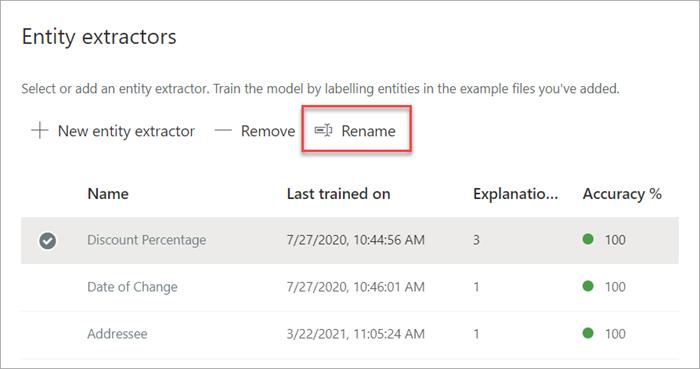 Entity extractors
Select or add an entity extractor. Train the model by labelling entities in the example files you've added.
New entity extractor Remove Rename
Name Last trained on Explanatio... Accuracy %
Discount Percentage 7/27/2020, 10:44:56 AM 3 100
Date of Change 7/27/2020, 10:46:01 AM 1 100
Addressee 3/22/2021, 11:05:24 AM 1 100